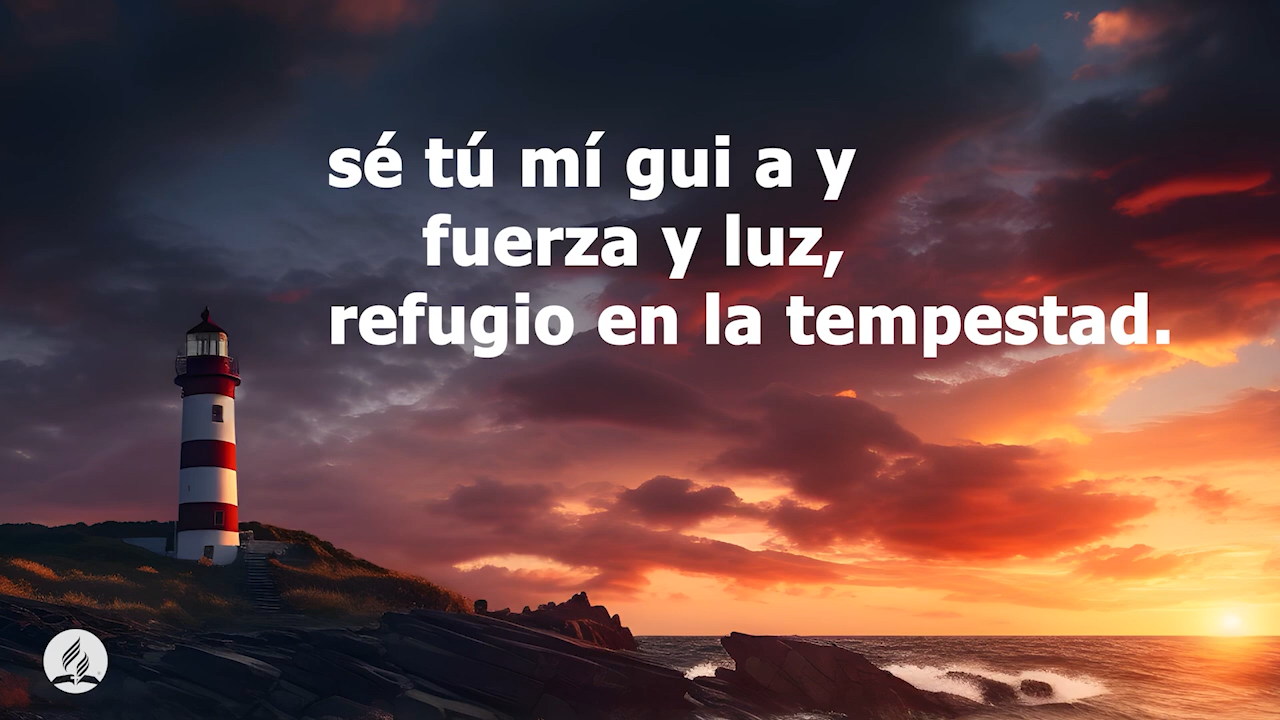 sé tú mí gui a y
fuerza y luz,
refugio en la tempestad.